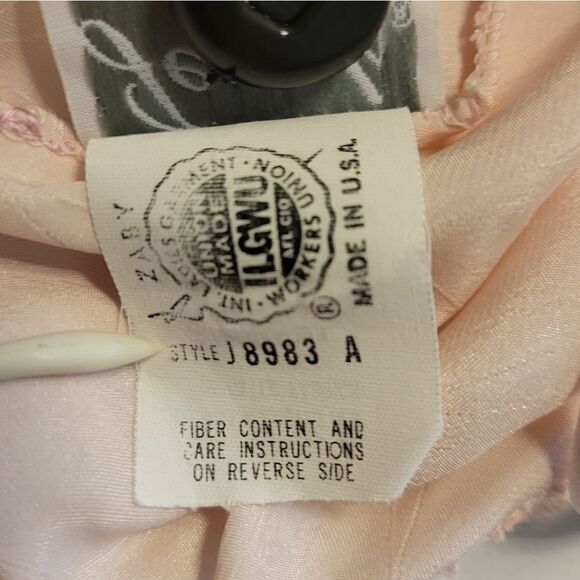 ZABY
INT. LADIES GARMENT WORKERS UNION
UNION
MADE
ILGWU
AFL CIO
®
MADE IN U.S.A.
STYLE J 8983 A
FIBER CONTENT AND
CARE INSTRUCTIONS
ON REVERSE SIDE